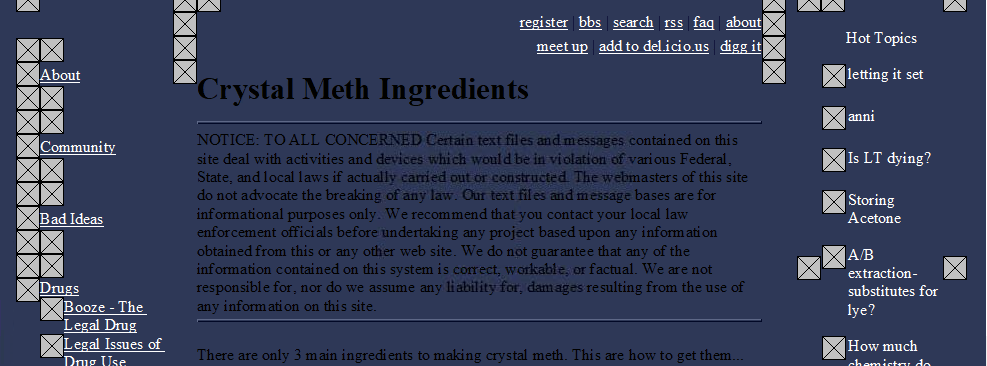 register | bbs | search | rss | faq | about
meet up | add to del.icio.us | digg it
About
Community
Bad Ideas
Drugs
Booze - The
Legal Drug
Legal Issues of
Drug Use
Crystal Meth Ingredients
NOTICE: TO ALL CONCERNED Certain text files and messages contained on this
site deal with activities and devices which would be in violation of various Federal,
State, and local laws if actually carried out or constructed. The webmasters of this site
do not advocate the breaking of any law. Our text files and message bases are for
informational purposes only. We recommend that you contact your local law
enforcement officials before undertaking any project based upon any information
obtained from this or any other web site. We do not guarantee that any of the
information contained on this system is correct, workable, or factual. We are not
responsible for, nor do we assume any liability for, damages resulting from the use of
any information on this site.
There are only 3 main ingredients to making crystal meth. This are how to get them...
Hot Topics
letting it set
anni
Is LT dying?
Storing
Acetone
A/B
extraction-
substitutes for
lye?
How much
chemistry do